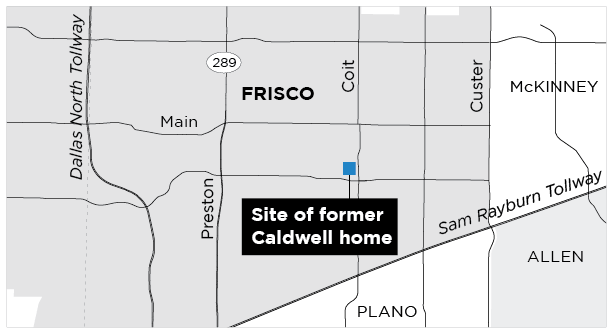 Dallas North Tollway
289
FRISCO
Coit
Custer
McKINNEY
Main
Preston
Site of former
Caldwell home
Sam Rayburn Tollway
ALLEN
PLANO